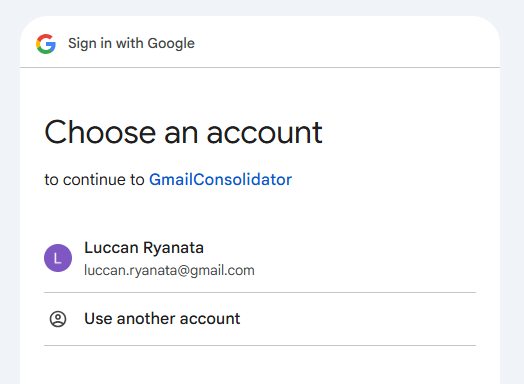 Sign in with Google
Choose an account
to continue to GmailConsolidator
L
Luccan Ryanata
luccan.ryanata@gmail.com
Use another account